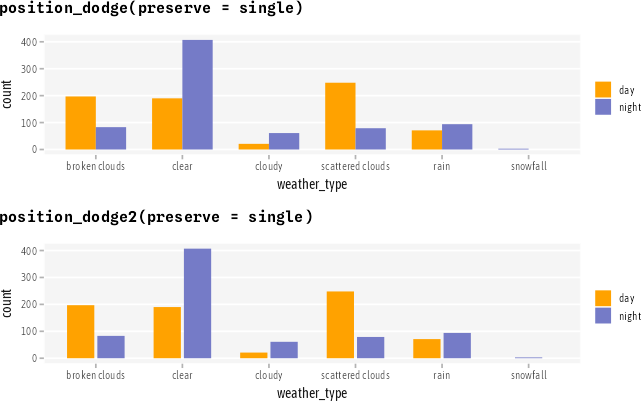 position_dodge(preserve = single)
400
300
200
100
0
count
broken clouds clear cloudy scattered clouds rain snowfall
weather_type
day
night
position_dodge2(preserve = single)
400
300
200
100
0
count
broken clouds clear cloudy scattered clouds rain snowfall
weather_type
day
night